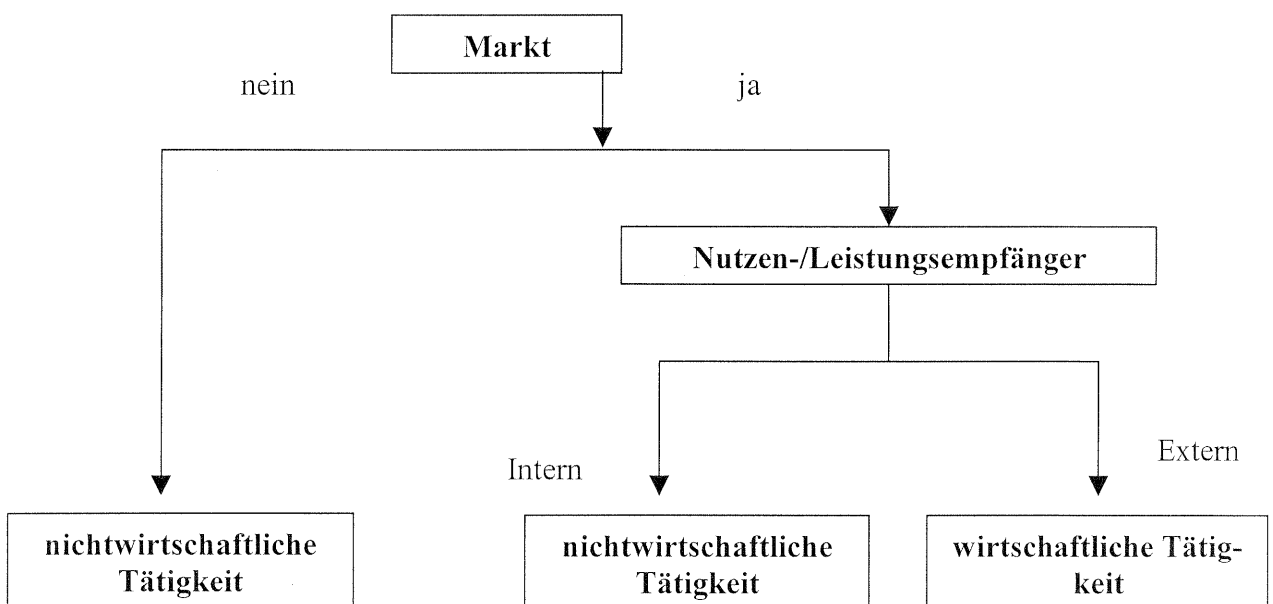 Markt
nein
ja
Nutzen-/Leistungsempfänger
Intern
Extern
nichtwirtschaftliche
Tätigkeit
nichtwirtschaftliche
Tätigkeit
wirtschaftliche Tätig-
keit